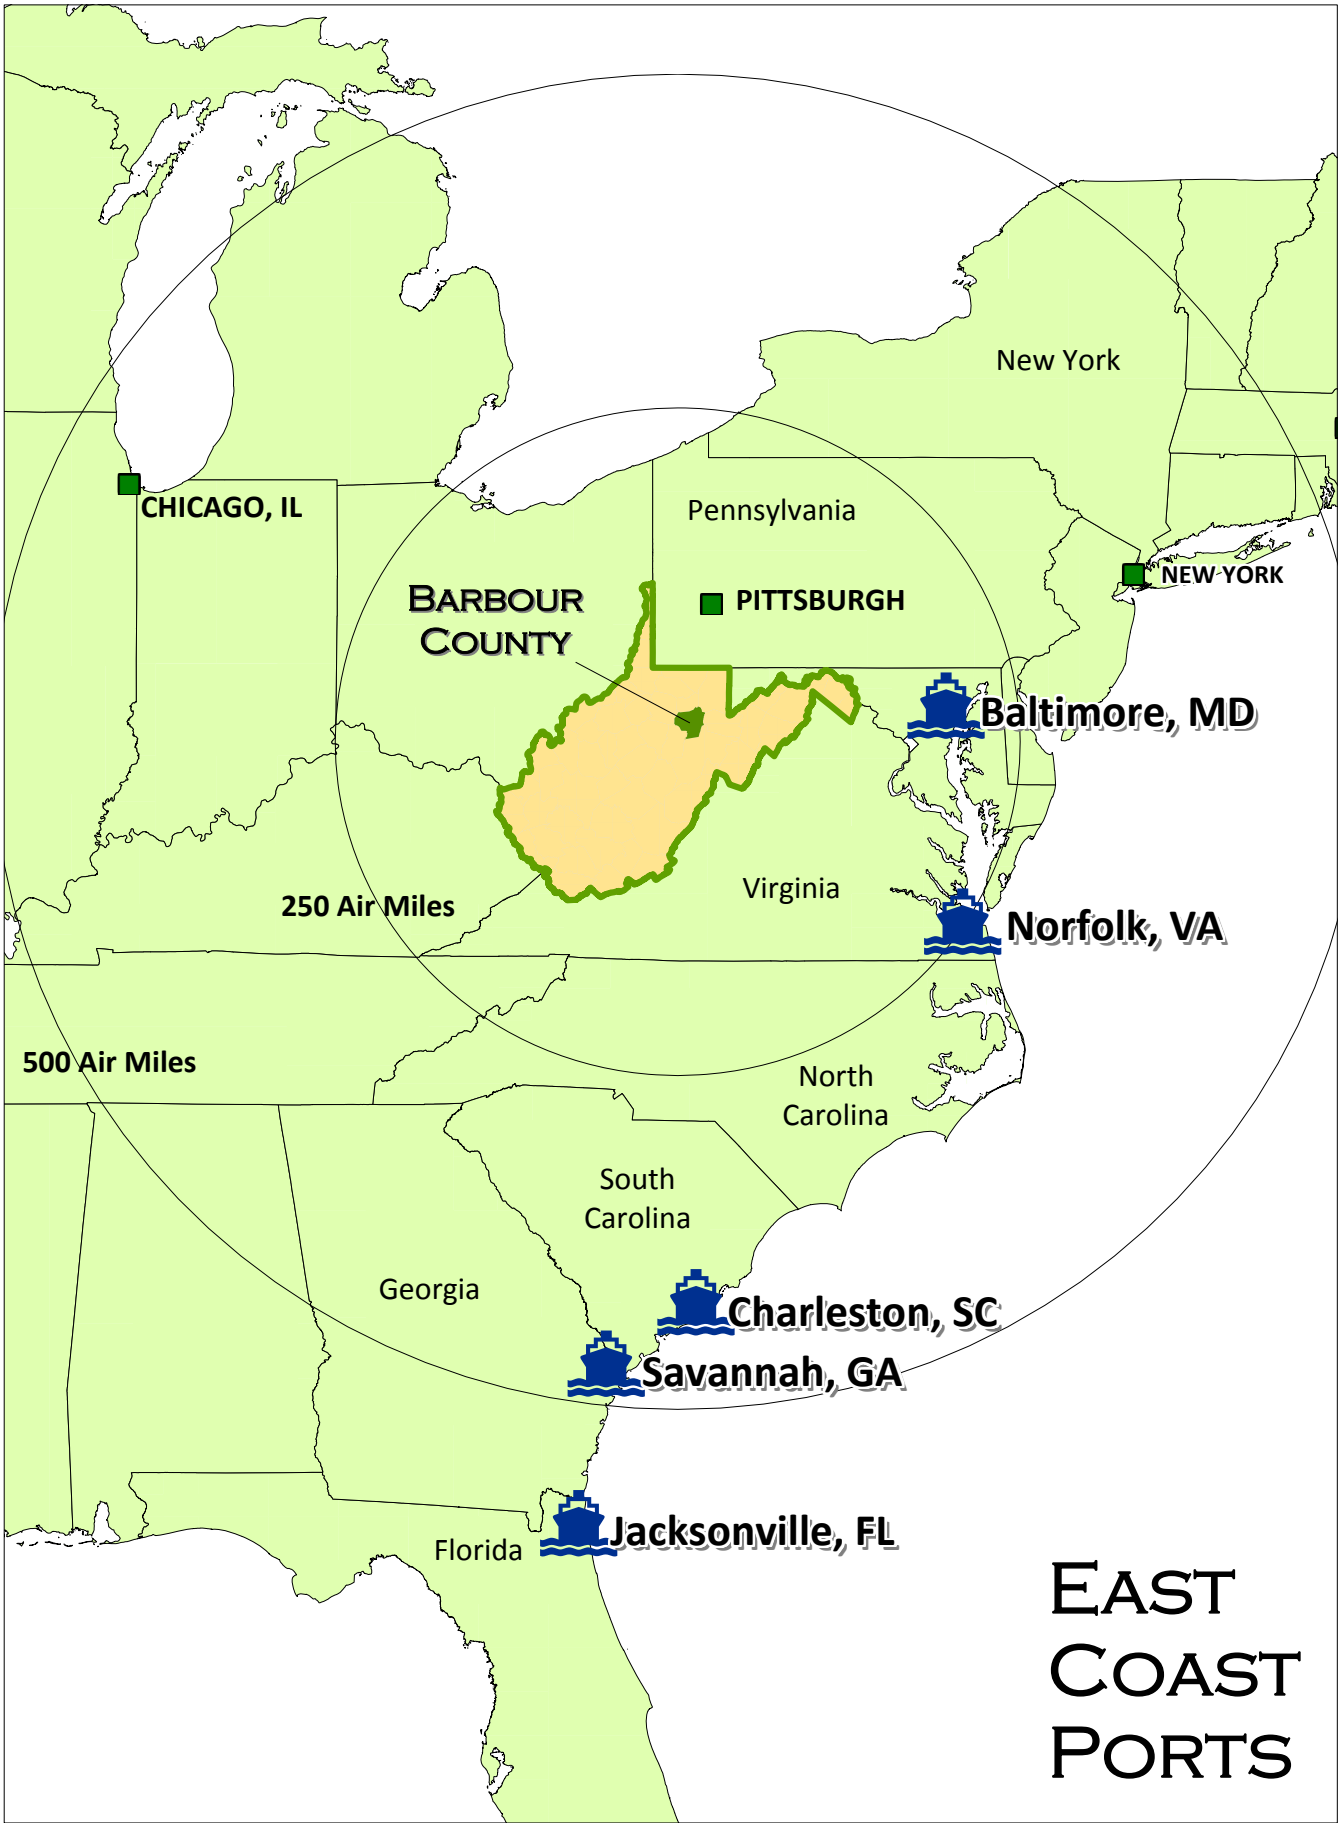 New York
CHICAGO, IL
Pennsylvania
NEW YORK
BARBOUR
COUNTY
PITTSBURGH
Baltimore, MD
Virginia
250 Air Miles
Norfolk, VA
500 Air Miles
North
Carolina
South
Carolina
Georgia
Charleston, SC
Savannah, GA
Jacksonville, FL
Florida
EAST
COAST
PORTS